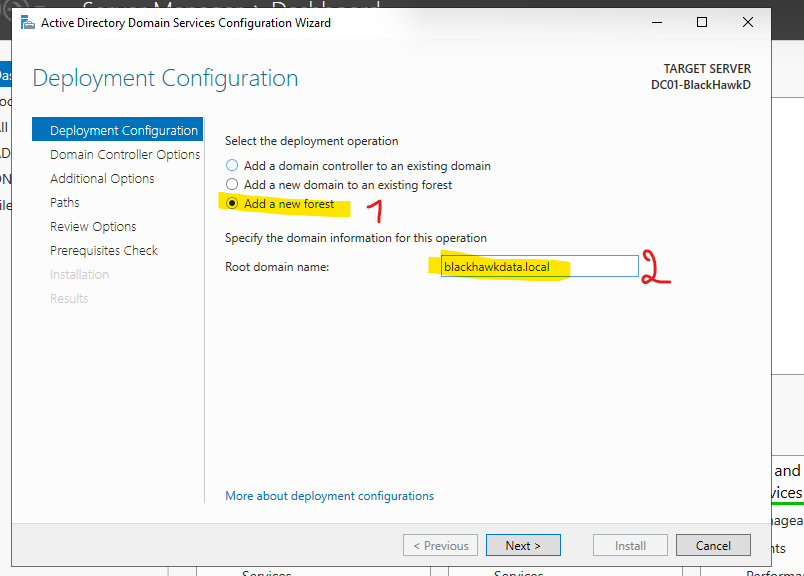 Server Manager Dashboard
Active Directory Domain Services Configuration Wizard
Deployment Configuration
TARGET SERVER
DC01-BlackHawkD
Deployment Configuration
Domain Controller Options
Additional Options
Paths
Review Options
Prerequisites Check
Installation
Results
Select the deployment operation
Add a domain controller to an existing domain
Add a new domain to an existing forest
Add a new forest
1
Specify the domain information for this operation
Root domain name:
blackhawkdata.local
2
More about deployment configurations
and
< Previous
Next >
Install
Cancel
Services
Services